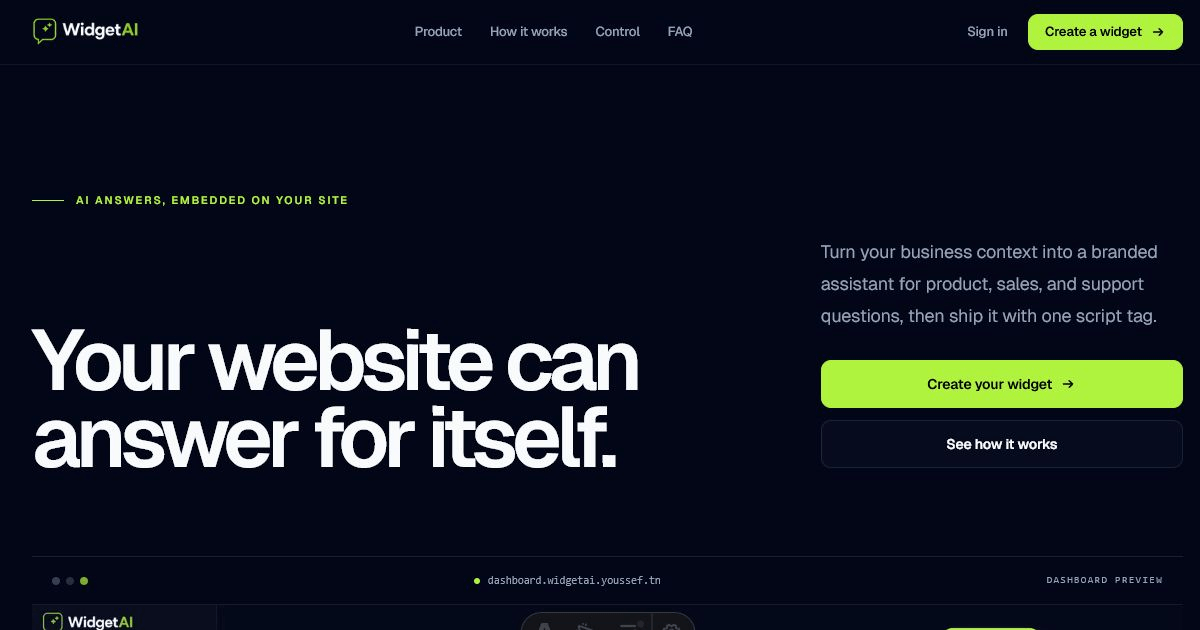 WidgetAI
Product
How it works
Control
FAQ
Sign in
Create a widget →
AI ANSWERS, EMBEDDED ON YOUR SITE
Your website can
answer for itself.
Turn your business context into a branded
assistant for product, sales, and support
questions, then ship it with one script tag.
Create your widget →
See how it works
dashboard.widgetai.youssef.tn
DASHBOARD PREVIEW
WidgetAI